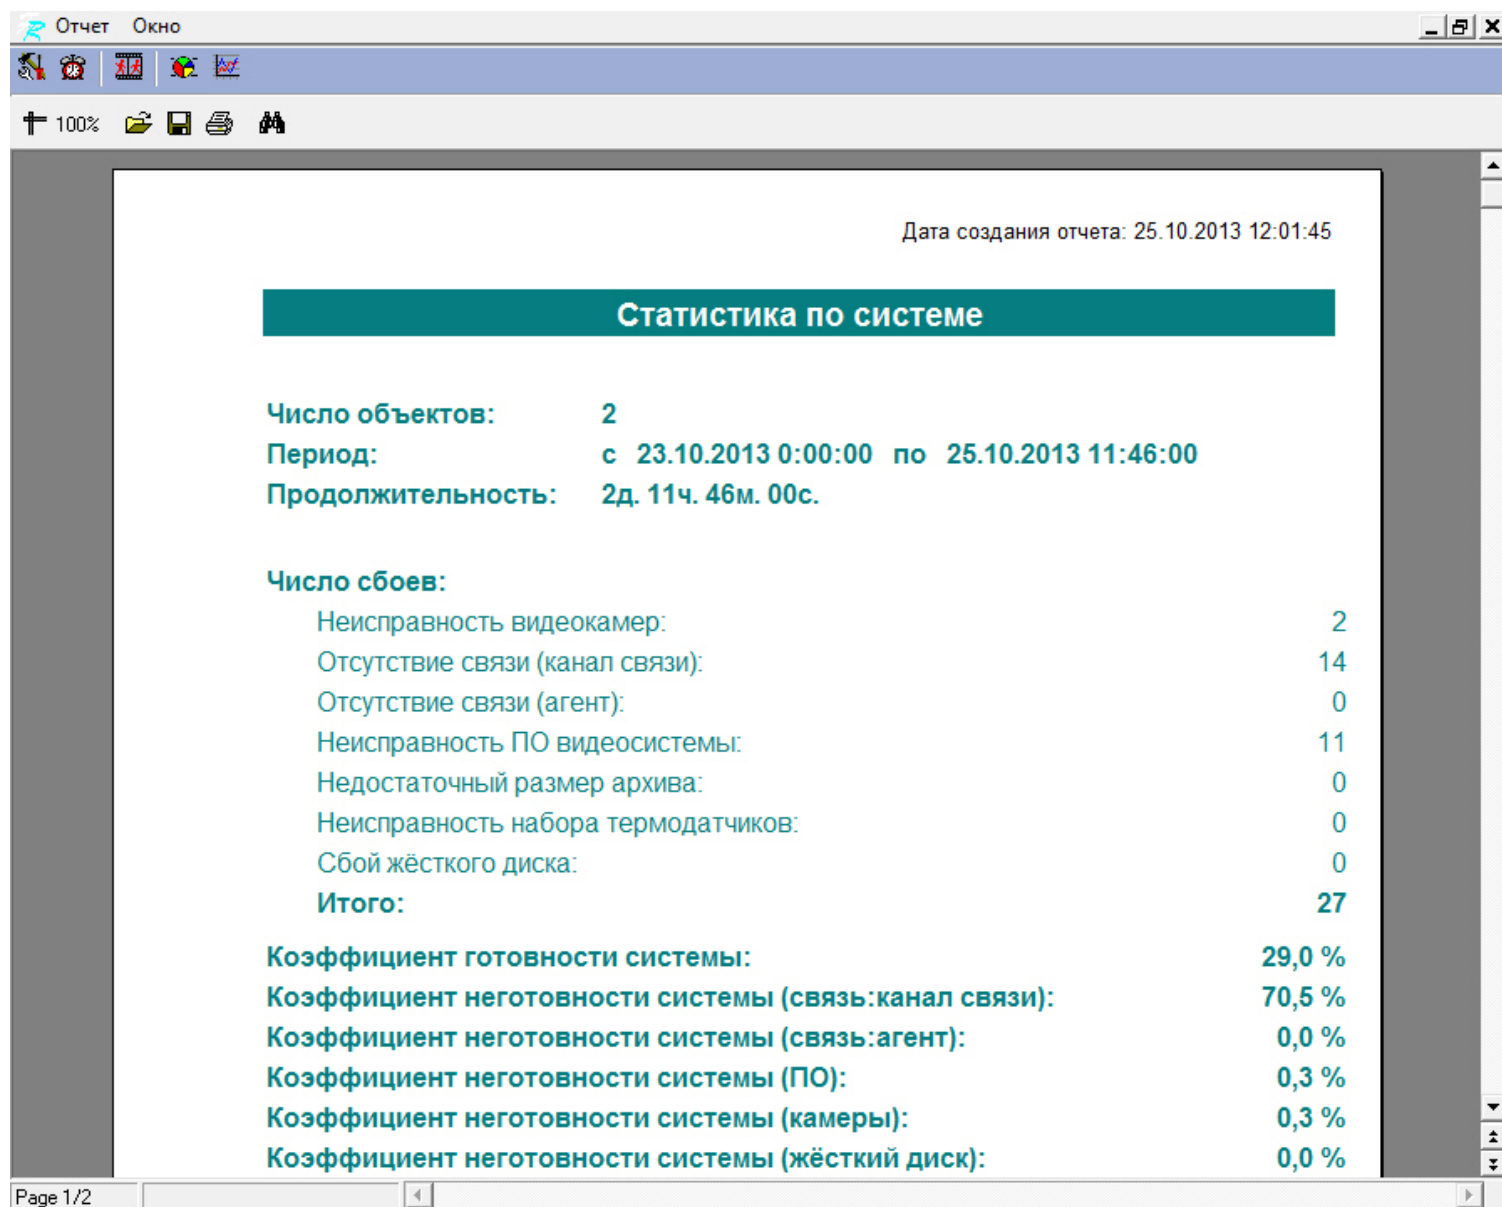 Отчет Окно
100%
Дата создания отчета: 25.10.2013 12:01:45
Статистика по системе
Число объектов: 2
Период: с 23.10.2013 0:00:00 по 25.10.2013 11:46:00
Продолжительность: 2д. 11ч. 46м. 00с.
Число сбоев:
Неисправность видеокамер: 2
Отсутствие связи (канал связи): 14
Отсутствие связи (агент): 0
Неисправность ПО видеосистемы: 11
Недостаточный размер архива: 0
Неисправность набора термодатчиков: 0
Сбой жёсткого диска: 0
Итого: 27
Коэффициент готовности системы: 29,0 %
Коэффициент неготовности системы (связь:канал связи): 70,5 %
Коэффициент неготовности системы (связь:агент): 0,0 %
Коэффициент неготовности системы (ПО): 0,3 %
Коэффициент неготовности системы (камеры): 0,3 %
Коэффициент неготовности системы (жёсткий диск): 0,0 %
Page 1/2